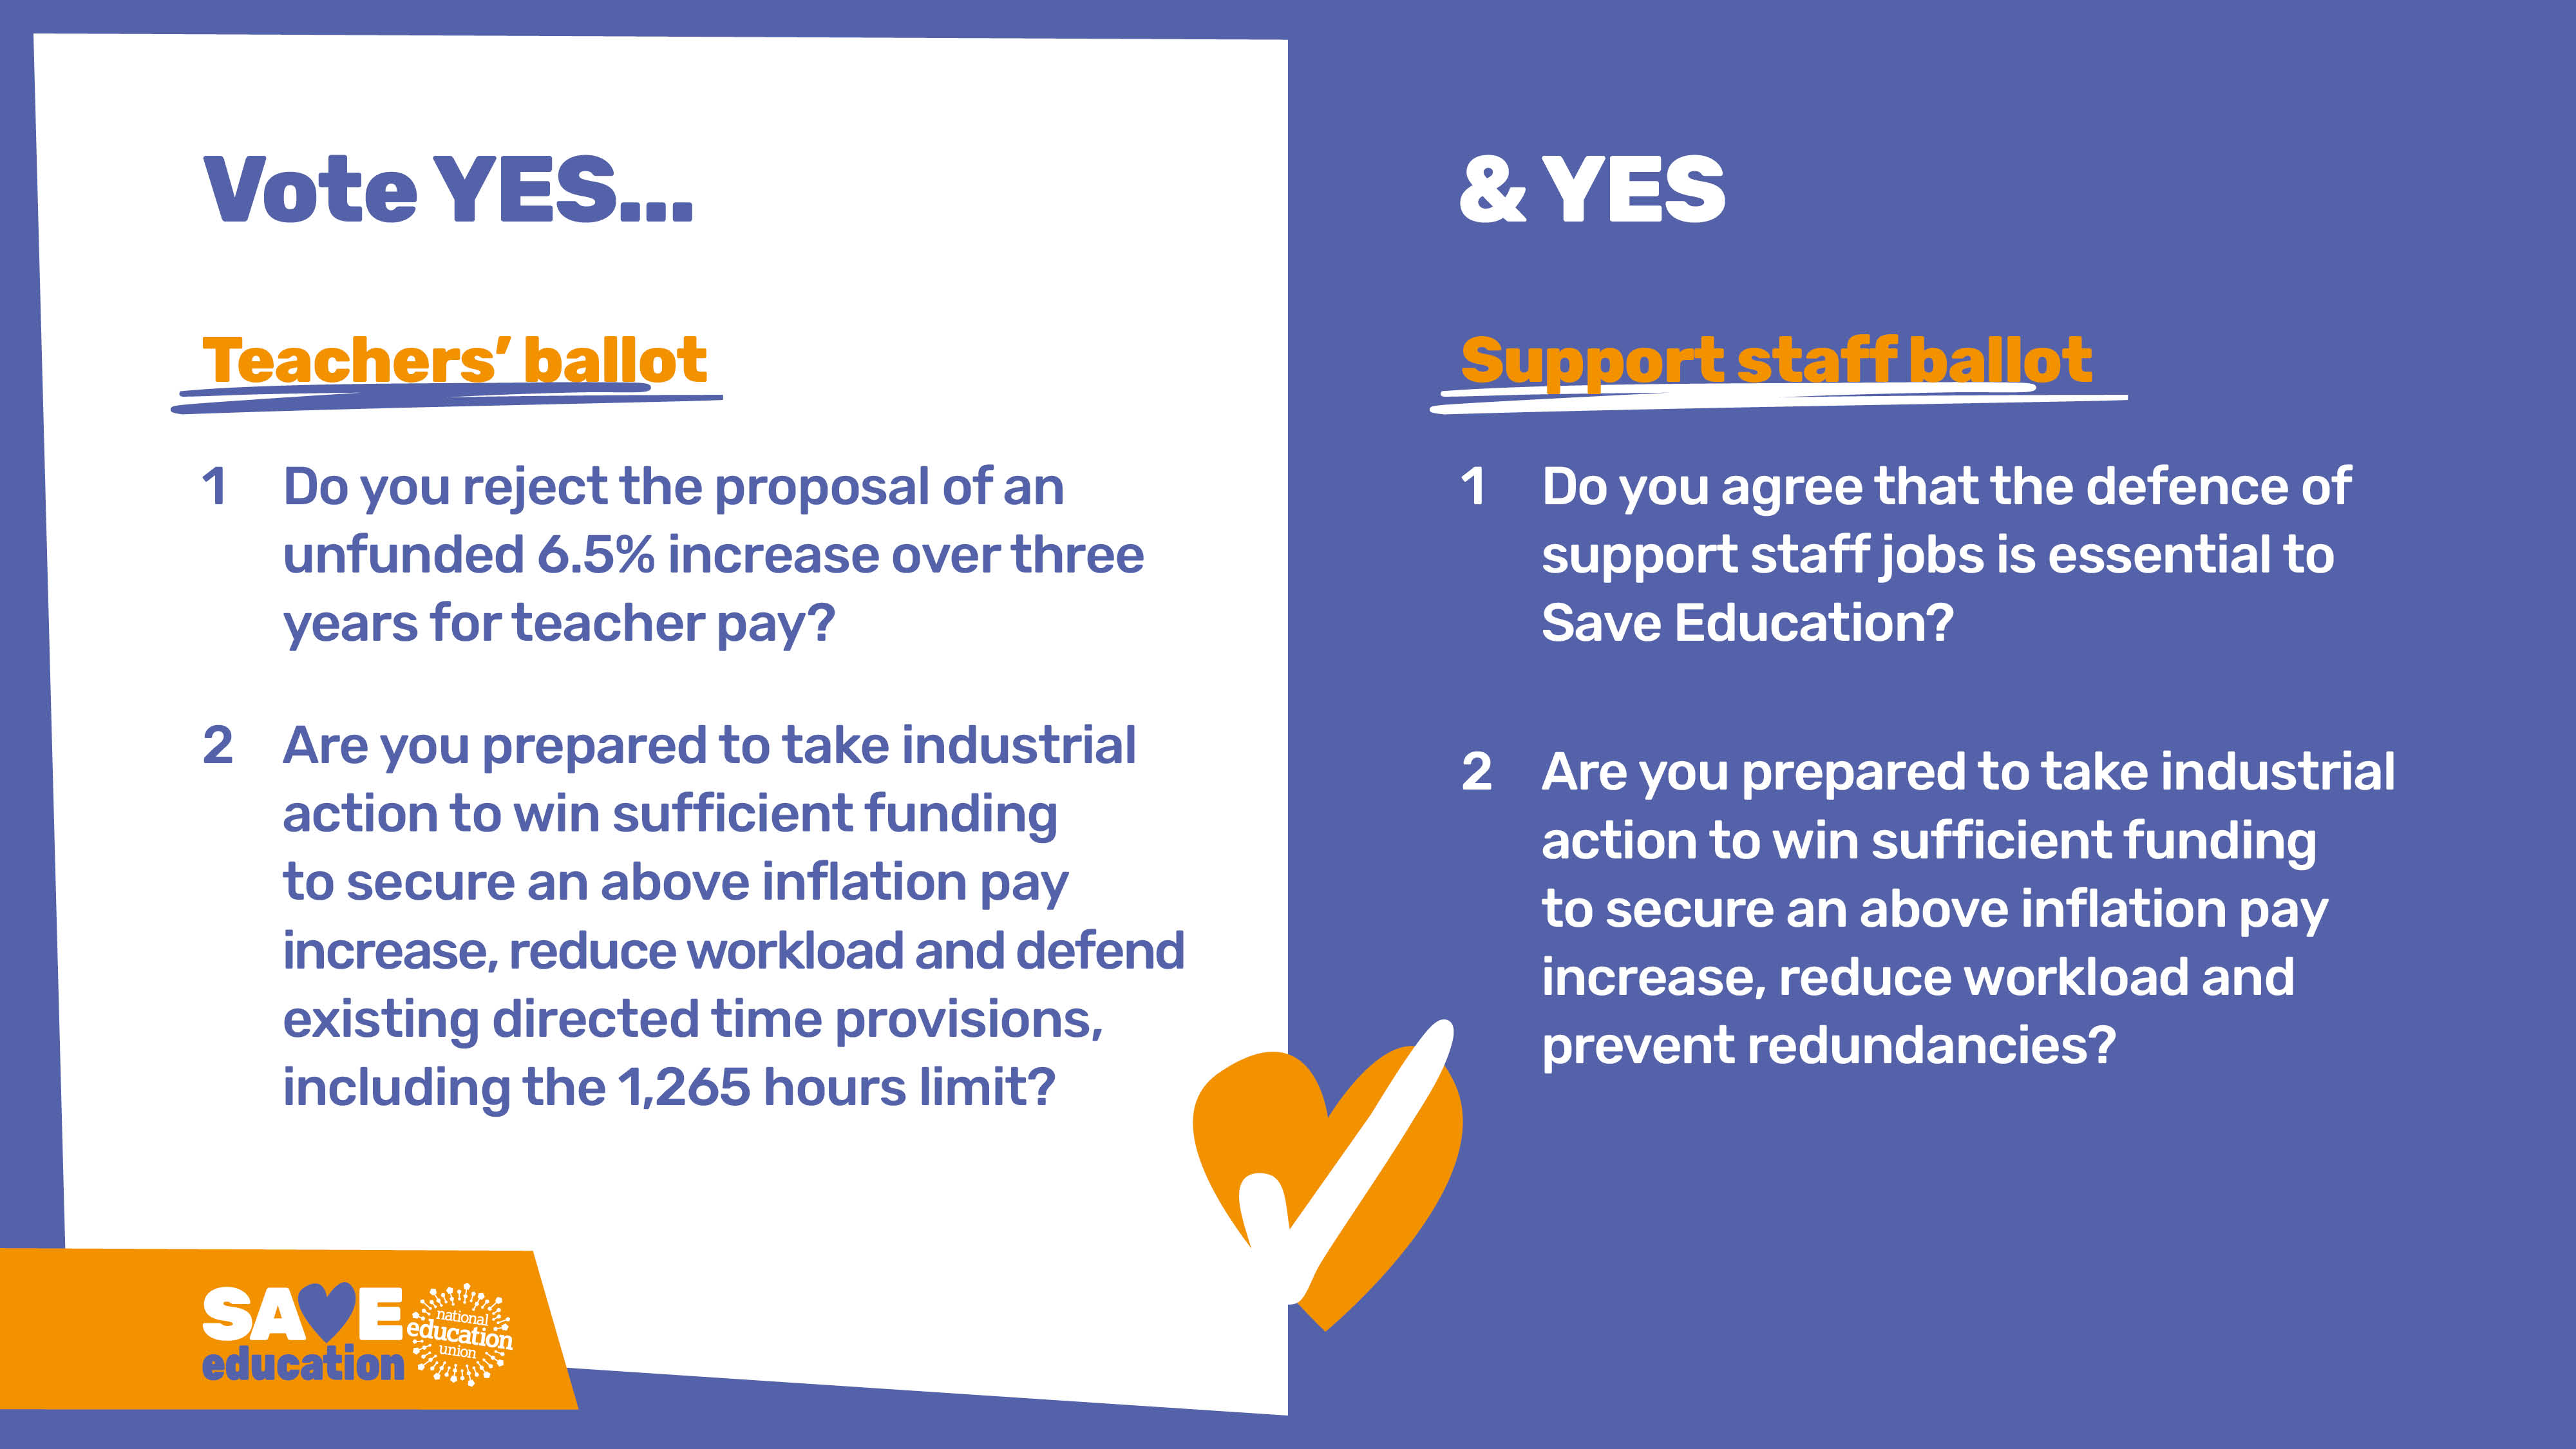 Vote YES...
Teachers’ ballot
1 Do you reject the proposal of an
unfunded 6.5% increase over three
years for teacher pay?
2 Are you prepared to take industrial
action to win sufficient funding
to secure an above inflation pay
increase, reduce workload and defend
existing directed time provisions,
including the 1,265 hours limit?
& YES
Support staff ballot
1 Do you agree that the defence of
support staff jobs is essential to
Save Education?
2 Are you prepared to take industrial
action to win sufficient funding
to secure an above inflation pay
increase, reduce workload and
prevent redundancies?
SAVE
education
national
education
union